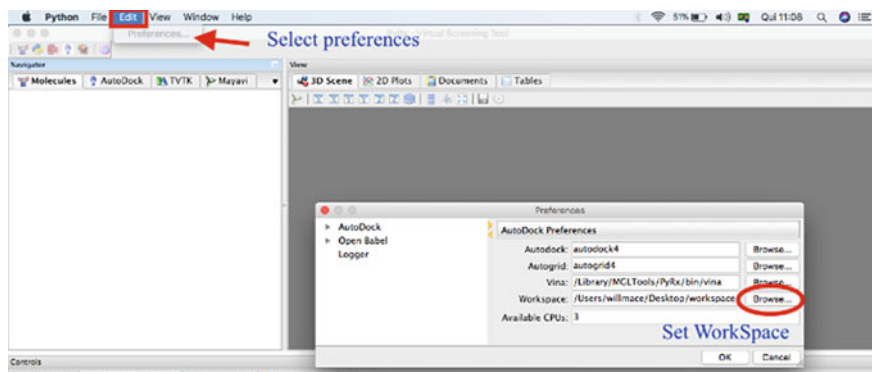 Python File Edit View Window Help 51% Qui 11:08
Preferences... Select preferences
Virtual Screening Tool
Navigator View
Molecules AutoDock TVTK Mayavi 3D Scene 2D Plots Documents Tables
Preferences
AutoDock AutoDock Preferences
Open Babel Autodock: autodock4 Browse...
Logger Autogrid: autogrid4 Browse...
Vina: /Library/MGLTools/PyRx/bin/vina Browse...
Workspace: /Users/willmace/Desktop/workspace Browse...
Available CPUs: 3
Set WorkSpace
OK Cancel
Controls